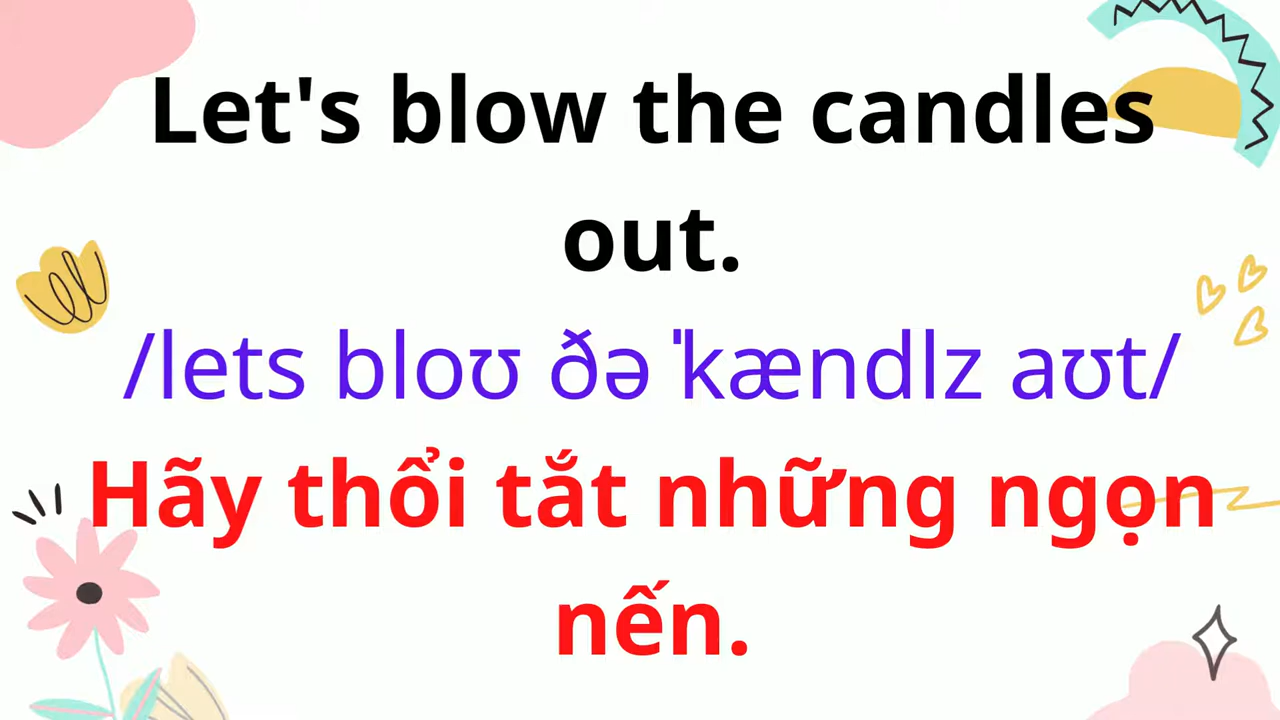 Let's blow the candles
out.
/lets bloʊ ðə ˈkændlz aʊt/
Hãy thổi tắt những ngọn
nến.